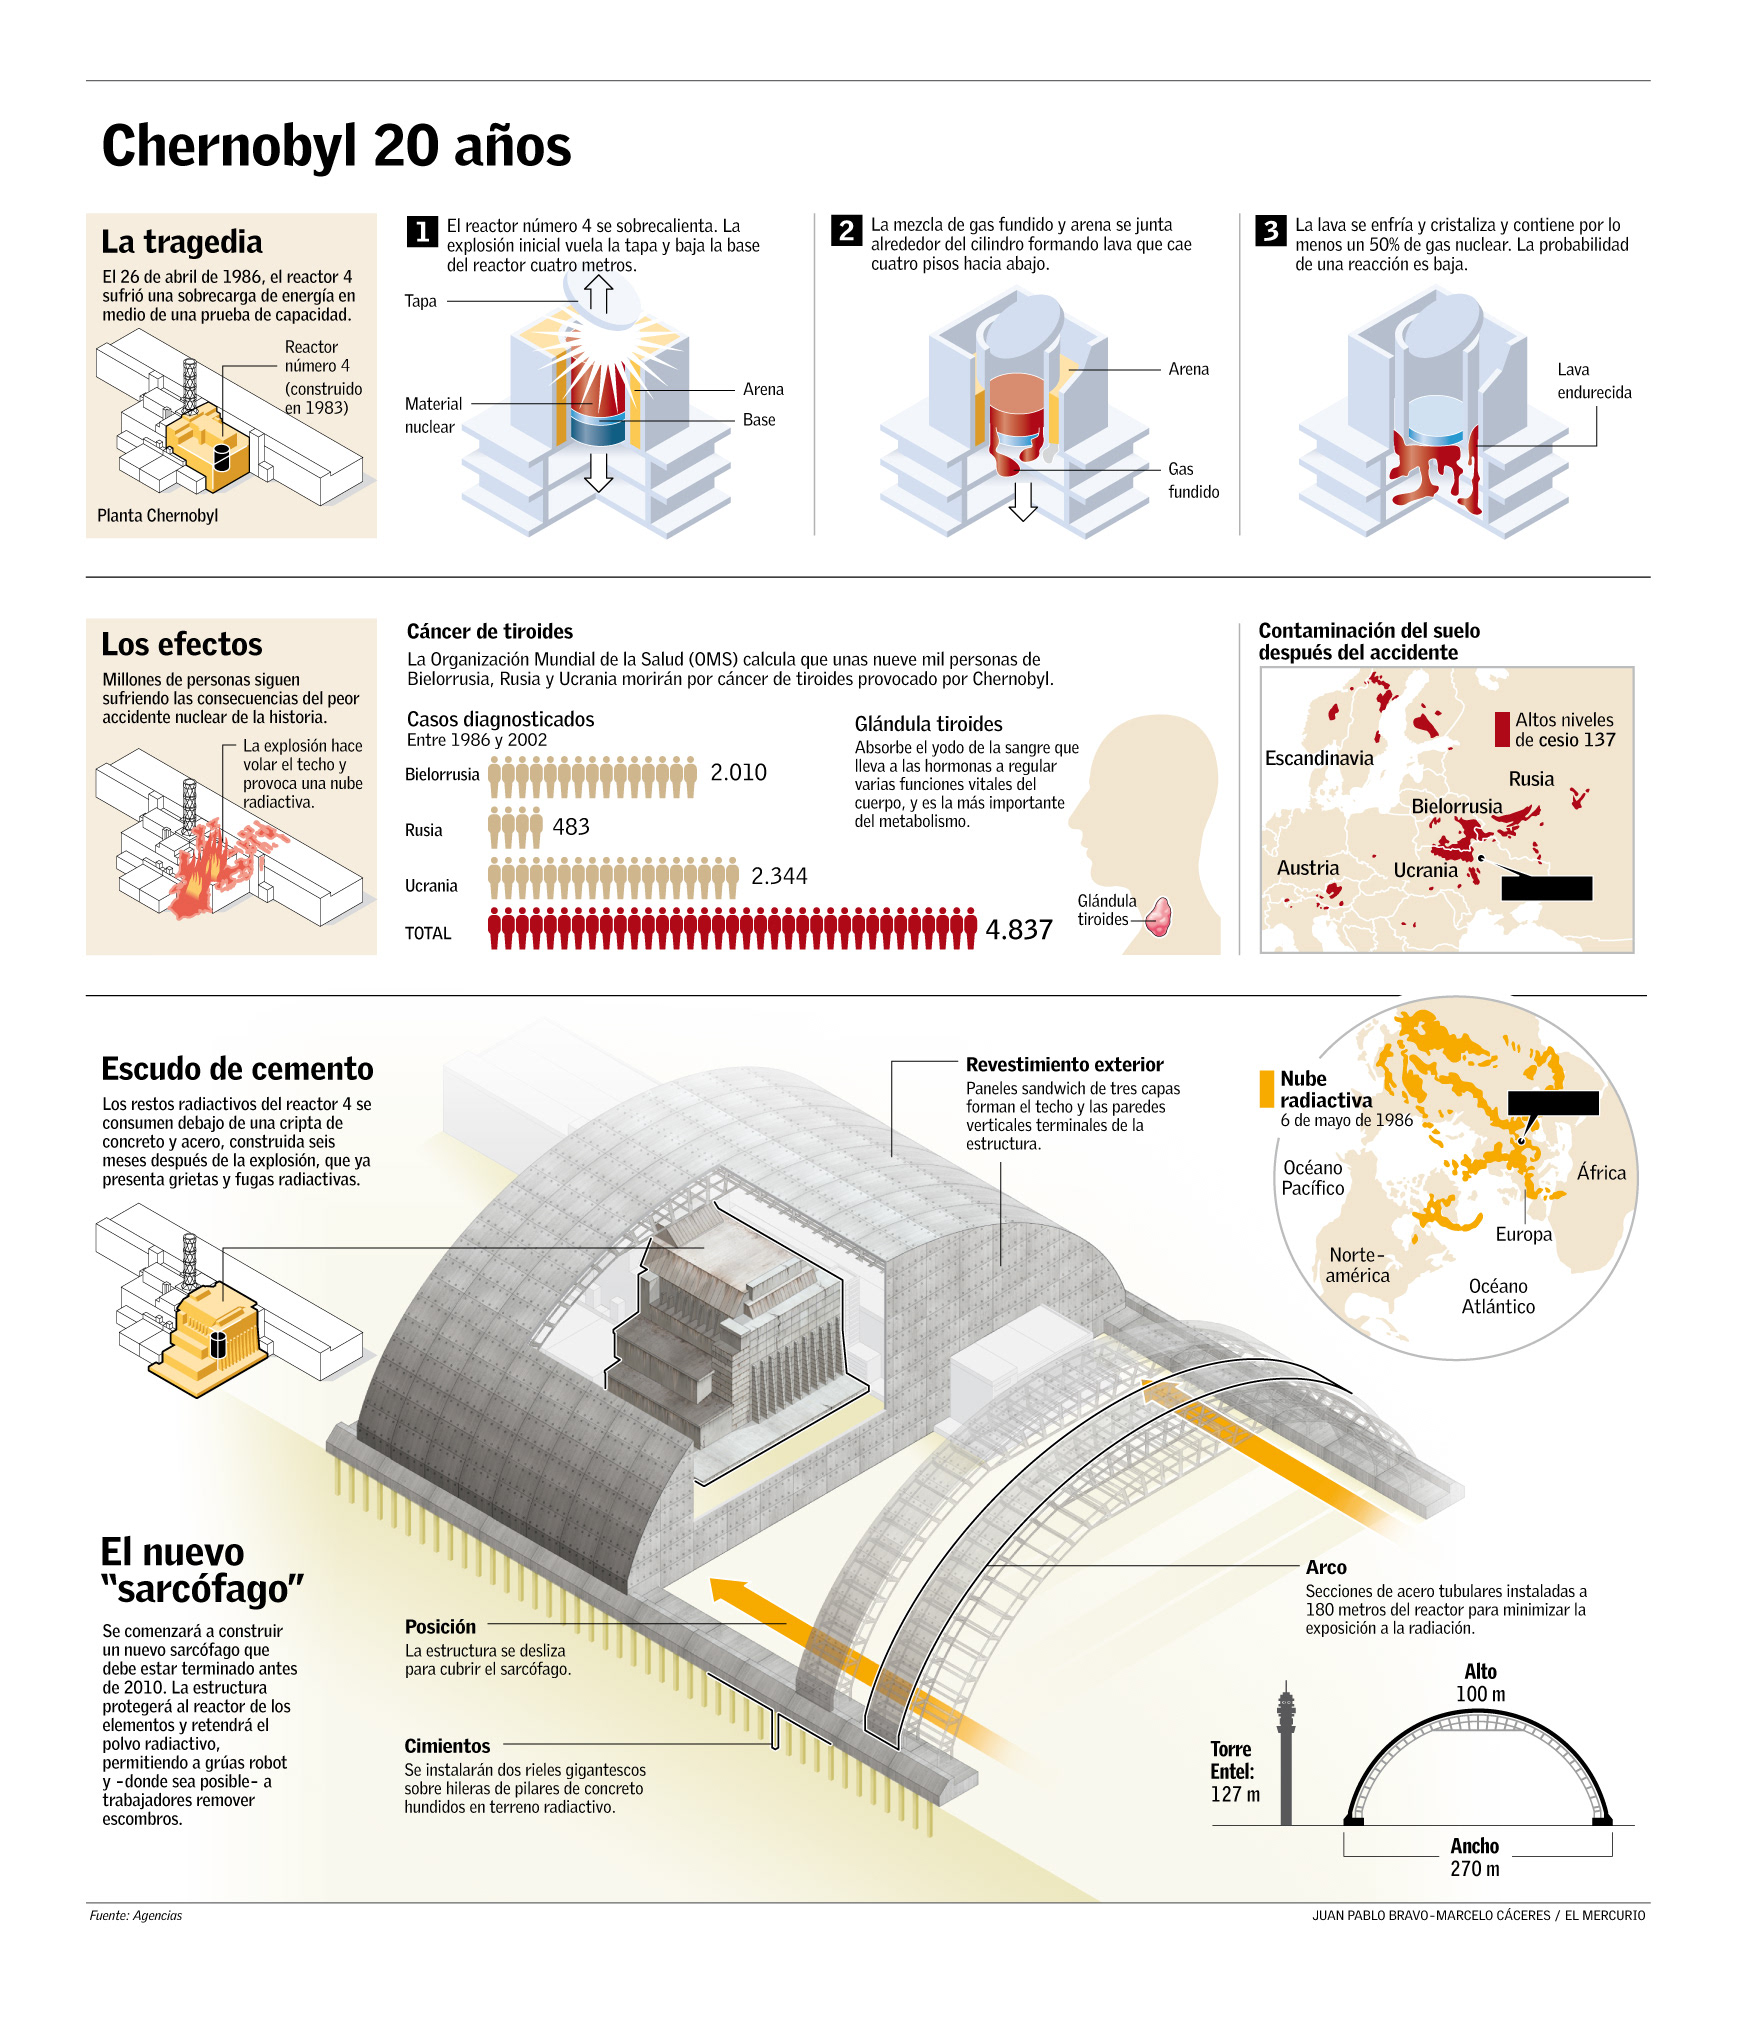 Chernobyl 20 años
La tragedia
El 26 de abril de 1986, el reactor 4
sufrió una sobrecarga de energía en
medio de una prueba de capacidad.
Reactor
número 4
(construido
en 1983)
Planta Chernobyl
1
El reactor número 4 se sobrecalienta. La
explosión inicial vuela la tapa y baja la base
del reactor cuatro metros.
Tapa
Material
nuclear
Arena
Base
2
La mezcla de gas fundido y arena se junta
alrededor del cilindro formando lava que cae
cuatro pisos hacia abajo.
Arena
Gas
fundido
3
La lava se enfría y cristaliza y contiene por lo
menos un 50% de gas nuclear. La probabilidad
de una reacción es baja.
Lava
endurecida
Los efectos
Millones de personas siguen
sufriendo las consecuencias del peor
accidente nuclear de la historia.
La explosión hace
volar el techo y
provoca una nube
radiactiva.
Cáncer de tiroides
La Organización Mundial de la Salud (OMS) calcula que unas nueve mil personas de
Bielorrusia, Rusia y Ucrania morirán por cáncer de tiroides provocado por Chernobyl.
Casos diagnosticados
Entre 1986 y 2002
Bielorrusia 2.010
Rusia 483
Ucrania 2.344
TOTAL 4.837
Glándula tiroides
Absorbe el yodo de la sangre que
lleva a las hormonas a regular
varias funciones vitales del
cuerpo, y es la más importante
del metabolismo.
Glándula
tiroides
Contaminación del suelo
después del accidente
Altos niveles
de cesio 137
Escandinavia
Rusia
Bielorrusia
Austria
Ucrania
Escudo de cemento
Los restos radiactivos del reactor 4 se
consumen debajo de una cripta de
concreto y acero, construida seis
meses después de la explosión, que ya
presenta grietas y fugas radiactivas.
Revestimiento exterior
Paneles sandwich de tres capas
forman el techo y las paredes
verticales terminales de la
estructura.
Nube
radiactiva
6 de mayo de 1986
Océano
Pacífico
África
Europa
Norte-
américa
Océano
Atlántico
El nuevo
“sarcófago”
Se comenzará a construir
un nuevo sarcófago que
debe estar terminado antes
de 2010. La estructura
protegerá al reactor de los
elementos y retendrá el
polvo radiactivo,
permitiendo a grúas robot
y -donde sea posible- a
trabajadores remover
escombros.
Posición
La estructura se desliza
para cubrir el sarcófago.
Cimientos
Se instalarán dos rieles gigantescos
sobre hileras de pilares de concreto
hundidos en terreno radiactivo.
Arco
Secciones de acero tubulares instaladas a
180 metros del reactor para minimizar la
exposición a la radiación.
Alto
100 m
Torre
Entel:
127 m
Ancho
270 m
Fuente: Agencias
JUAN PABLO BRAVO-MARCELO CÁCERES / EL MERCURIO